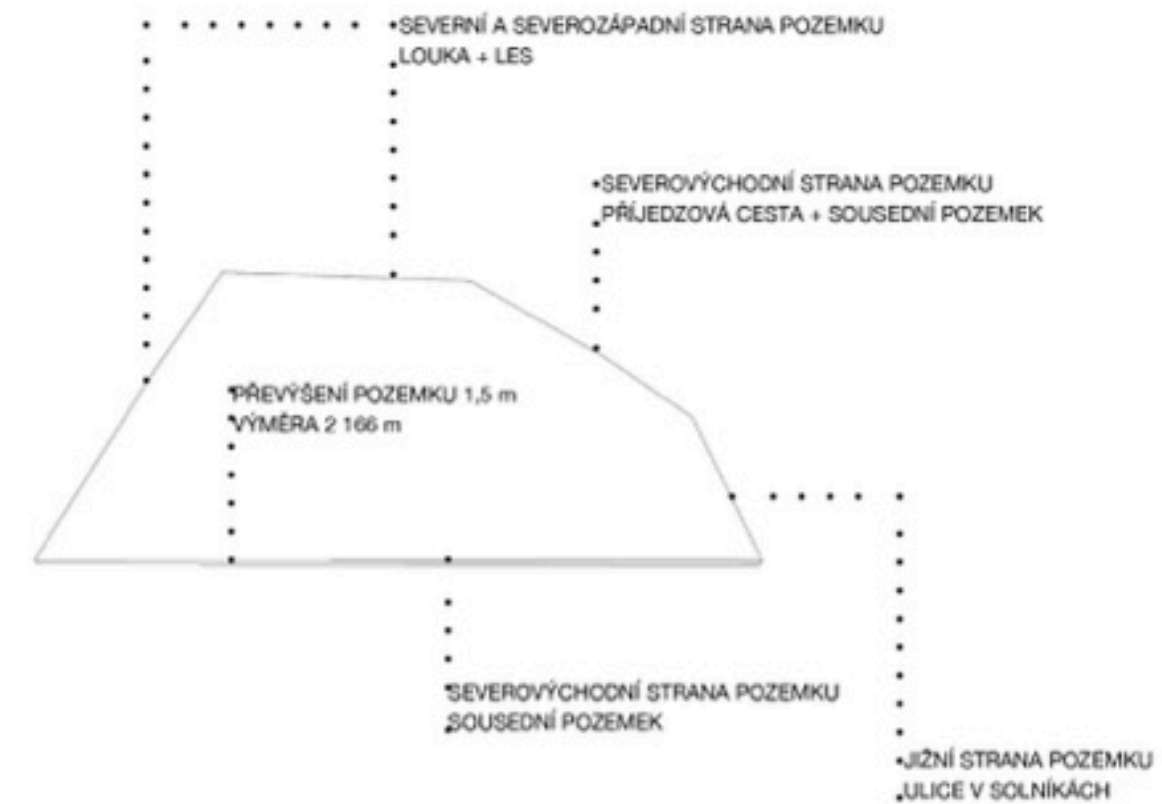 SEVERNÍ A SEVEROZÁPADNÍ STRANA POZEMKU
LOUKA + LES
SEVEROVÝCHODNÍ STRANA POZEMKU
PŘÍJEDZOVÁ CESTA + SOUSEDNÍ POZEMEK
PŘEVÝŠENÍ POZEMKU 1,5 m
VÝMĚRA 2 166 m
SEVEROVÝCHODNÍ STRANA POZEMKU
SOUSEDNÍ POZEMEK
JIŽNÍ STRANA POZEMKU
ULICE V SOLNÍKÁCH